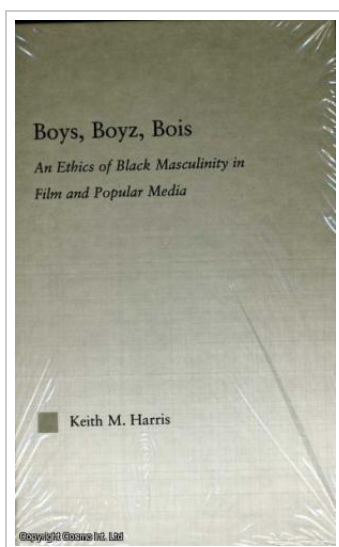 Boys, Boyz, Bois
An Ethics of Black Masculinity in
Film and Popular Media
Keith M. Harris
Copyright Cosmo Int. Ltd